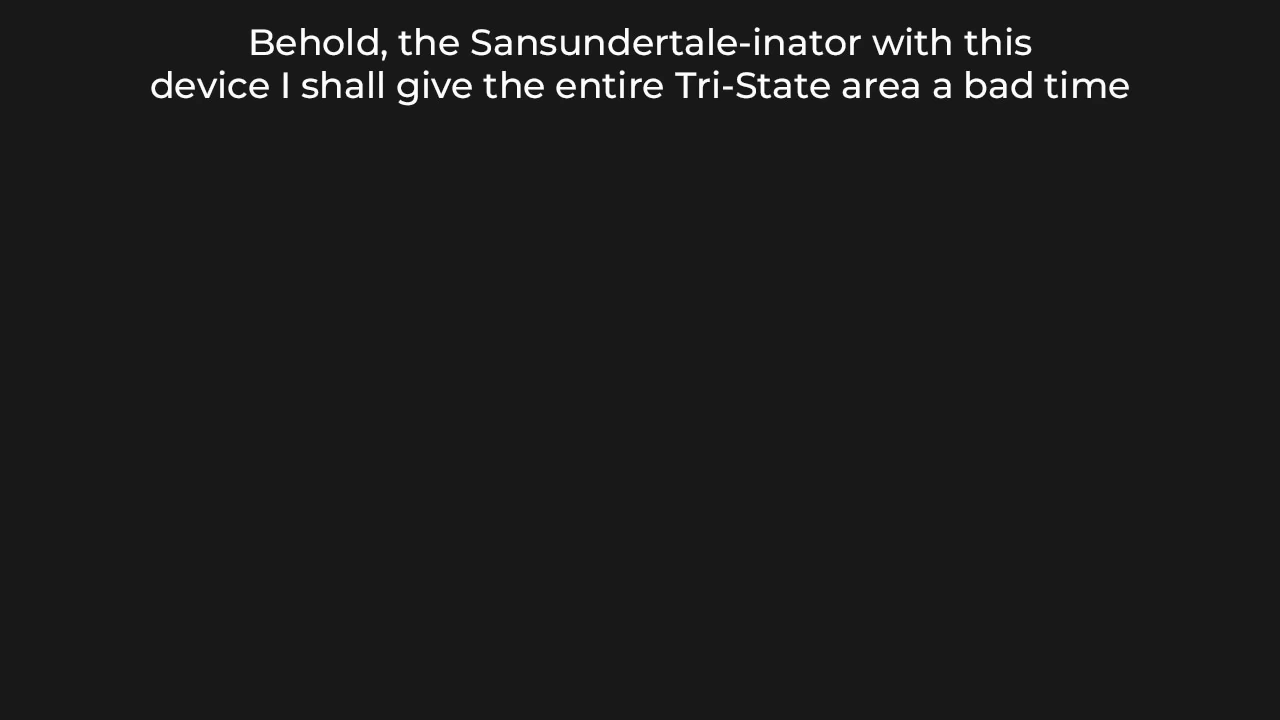 Behold, the Sansundertale-inator with this
device I shall give the entire Tri-State area a bad time